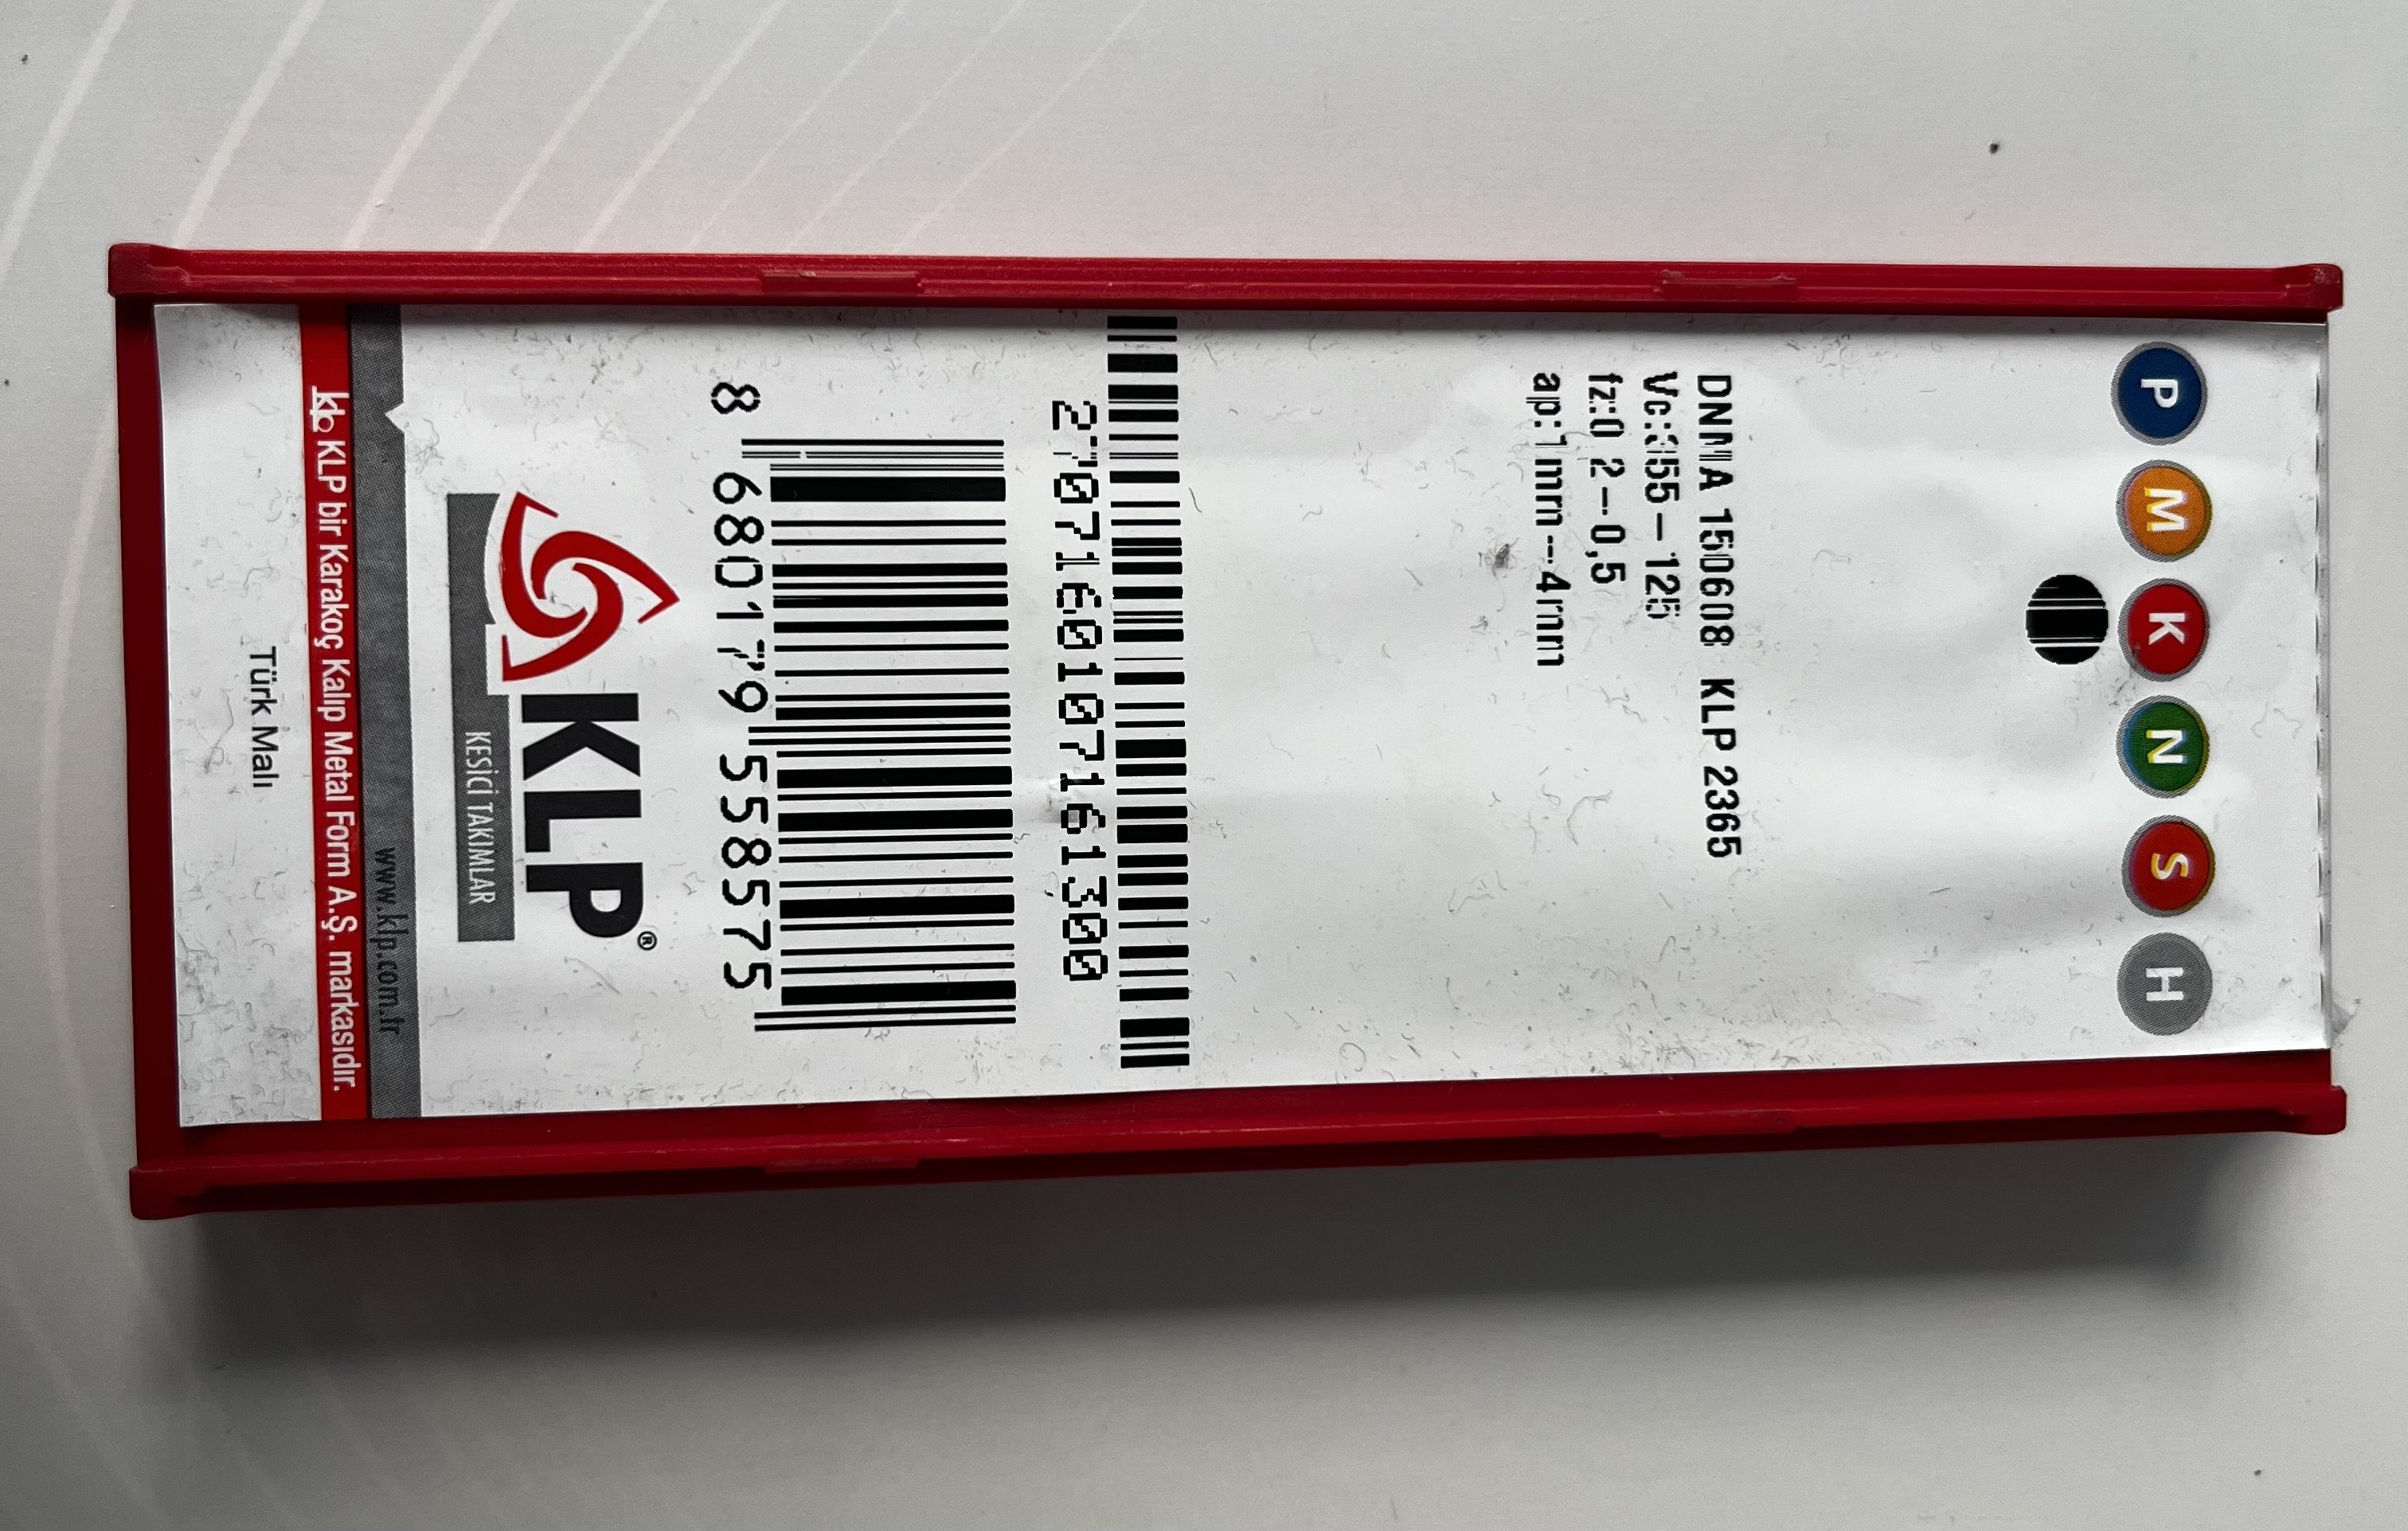 P M K N S H
DNMA 150608 KLP 2365
Vc:355-125
fz:0 2-0,5
ap:1mm-4mm
2707160107161300
8 680179 558575
KLP®
KESİCİ TAKIMLAR
www.klp.com.tr
KLP bir Karakoç Kalıp Metal Form A.Ş. markasıdır.
Türk Malı